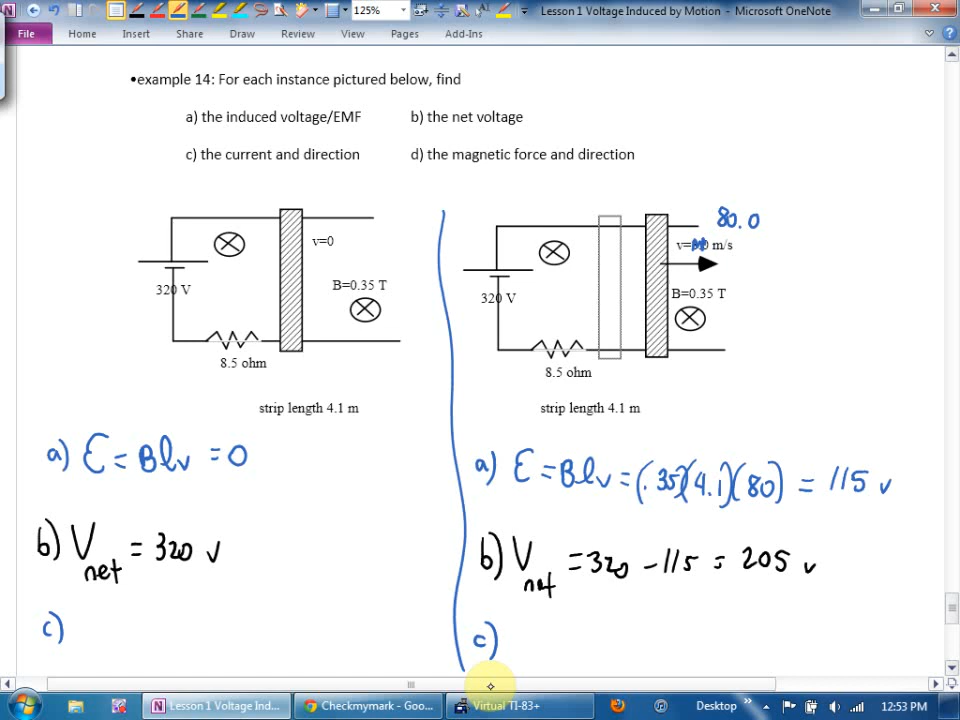 125% Lesson 1 Voltage Induced by Motion - Microsoft OneNote
File Home Insert Share Draw Review View Pages Add-Ins
•example 14: For each instance pictured below, find
a) the induced voltage/EMF b) the net voltage
c) the current and direction d) the magnetic force and direction
v=0
B=0.35 T
320 V
8.5 ohm
strip length 4.1 m
a) Ɛ = Blv = 0
b) Vnet = 320 v
c)
80.0
v= m/s
B=0.35 T
320 V
8.5 ohm
strip length 4.1 m
a) Ɛ = Blv = (.35)(4.1)(80) = 115 v
b) Vnet = 320 - 115 = 205 v
c)
Lesson 1 Voltage Ind... Checkmymark - Goo... Virtual TI-83+ Desktop 12:53 PM